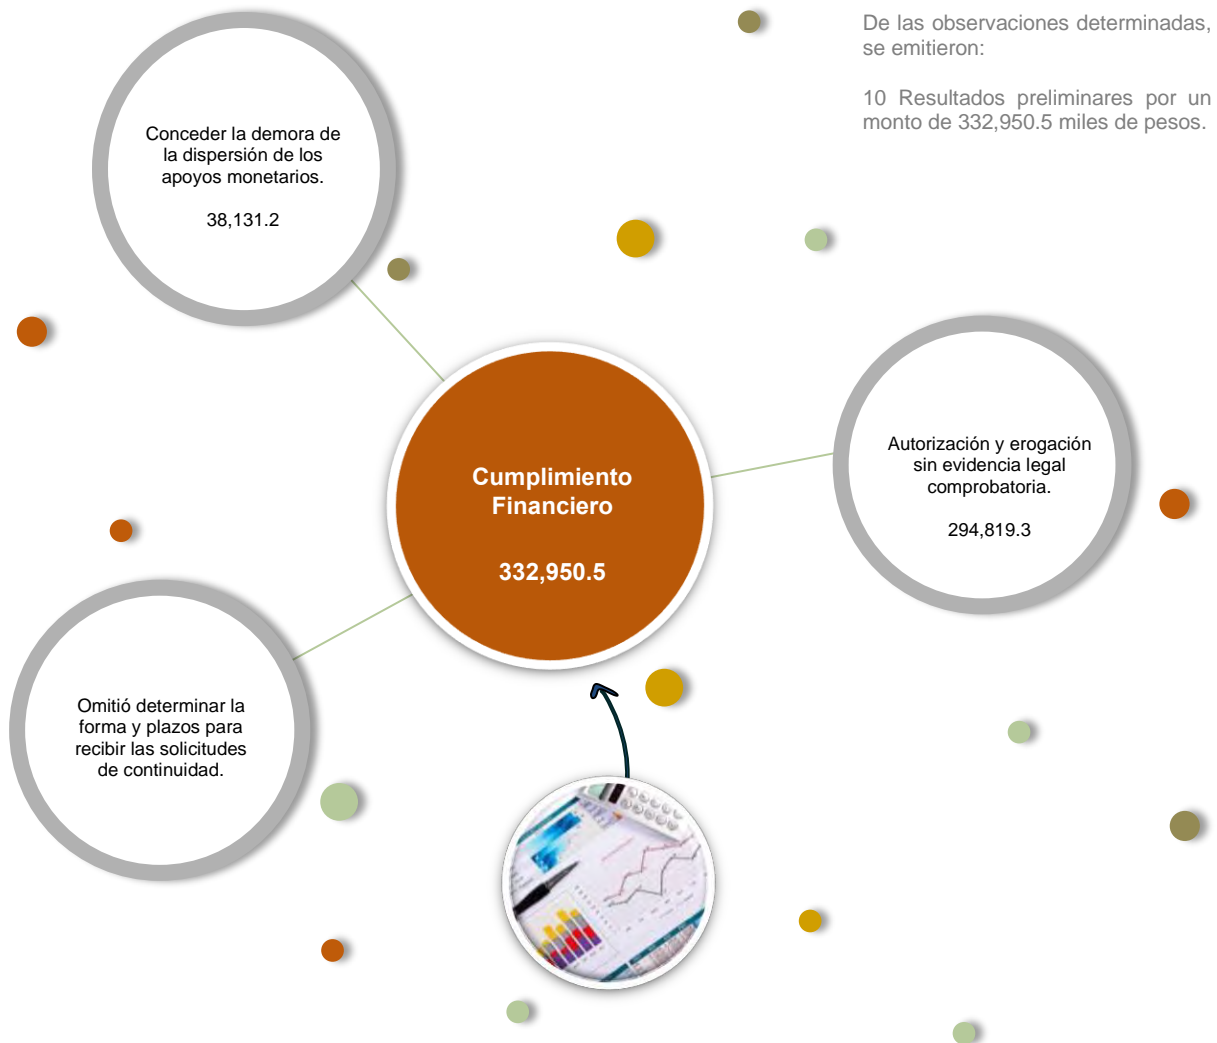 De las observaciones determinadas,
se emitieron:
10 Resultados preliminares por un
monto de 332,950.5 miles de pesos.
Conceder la demora de
la dispersión de los
apoyos monetarios.
38,131.2
Cumplimiento
Financiero
332,950.5
Autorización y erogación
sin evidencia legal
comprobatoria.
294,819.3
Omitió determinar la
forma y plazos para
recibir las solicitudes
de continuidad.